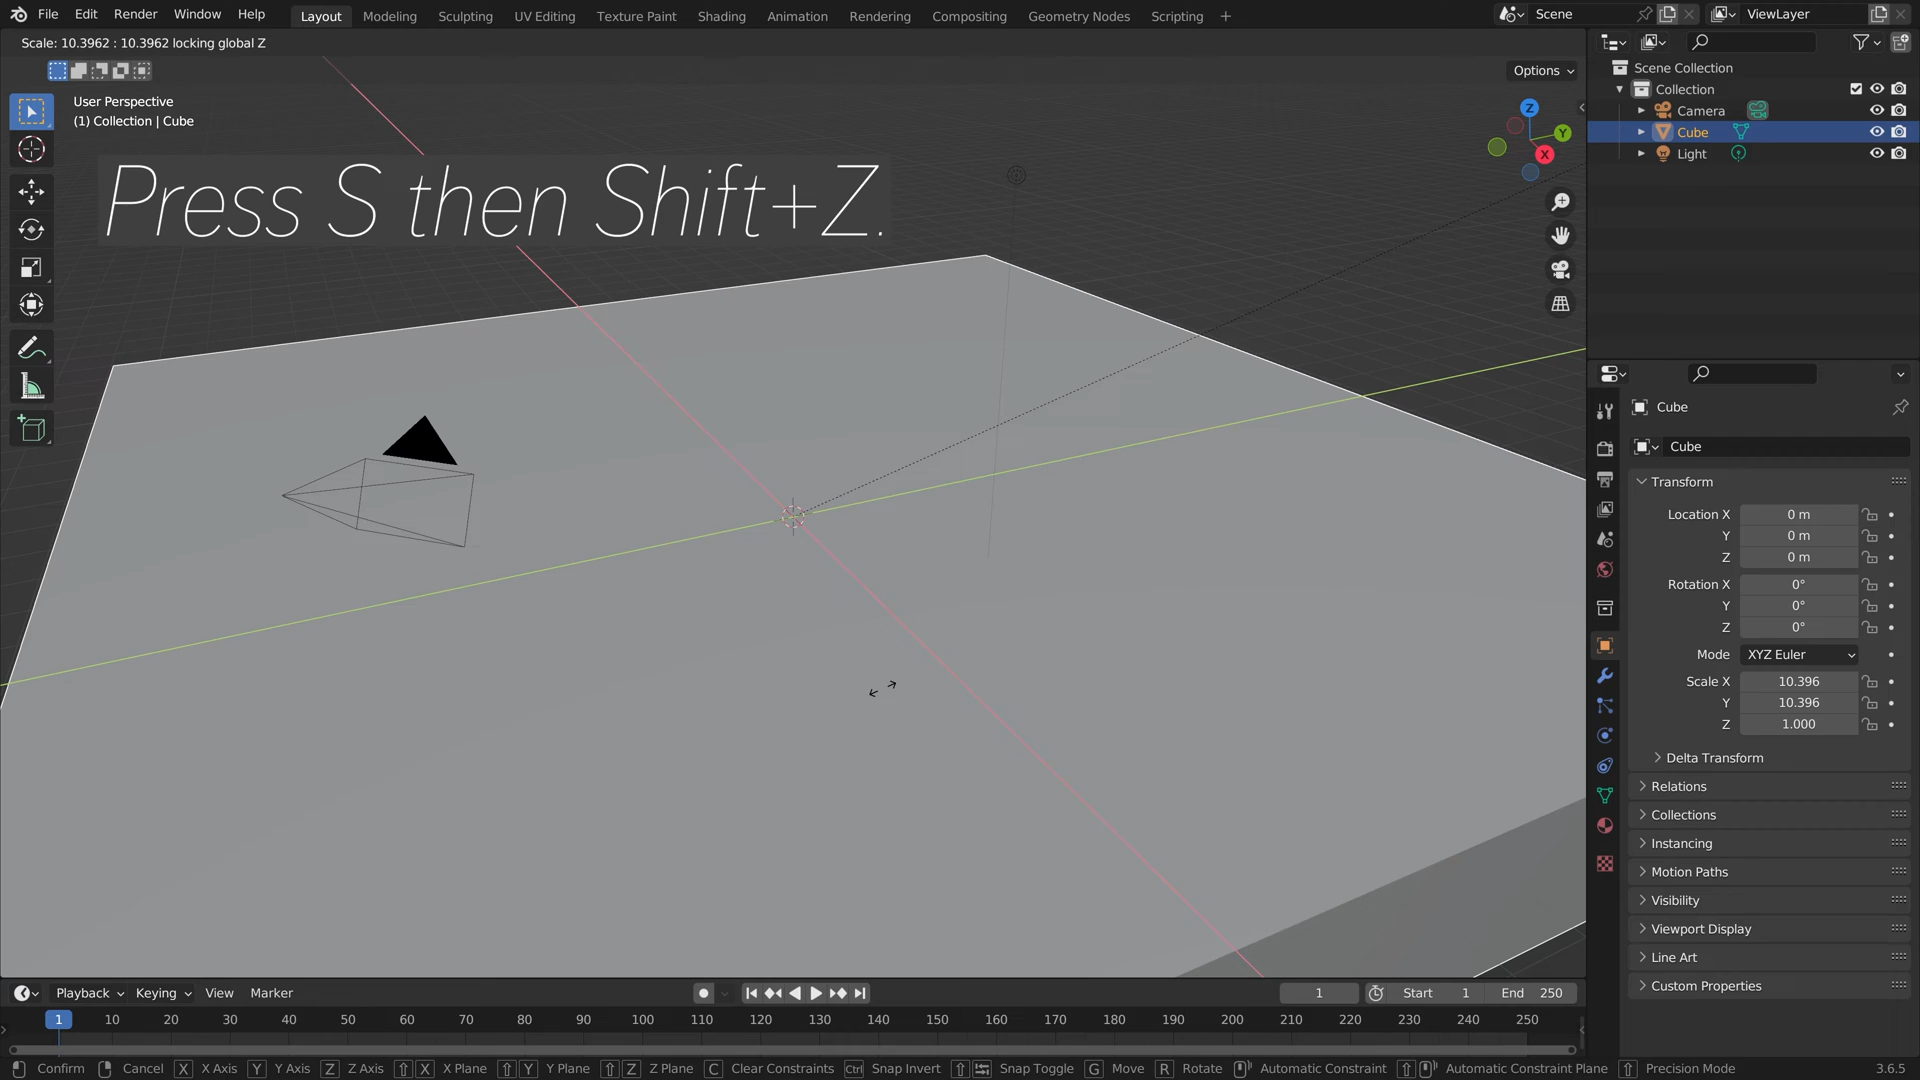 File Edit Render Window Help Layout Modeling Sculpting UV Editing Texture Paint Shading Animation Rendering Compositing Geometry Nodes Scripting + Scene ViewLayer
Scale: 10.3962 : 10.3962 locking global Z
Options
User Perspective
(1) Collection | Cube
Press S then Shift+Z.
Z
Y
X
Scene Collection
Collection
Camera
Cube
Light
Cube
Cube
Transform
Location X 0 m
Y 0 m
Z 0 m
Rotation X 0°
Y 0°
Z 0°
Mode XYZ Euler
Scale X 10.396
Y 10.396
Z 1.000
Delta Transform
Relations
Collections
Instancing
Motion Paths
Visibility
Viewport Display
Line Art
Custom Properties
Playback Keying View Marker 1 Start 1 End 250
1 10 20 30 40 50 60 70 80 90 100 110 120 130 140 150 160 170 180 190 200 210 220 230 240 250
Confirm Cancel X X Axis Y Y Axis Z Z Axis X X Plane Y Y Plane Z Z Plane C Clear Constraints Ctrl Snap Invert Snap Toggle G Move R Rotate Automatic Constraint Automatic Constraint Plane Precision Mode 3.6.5